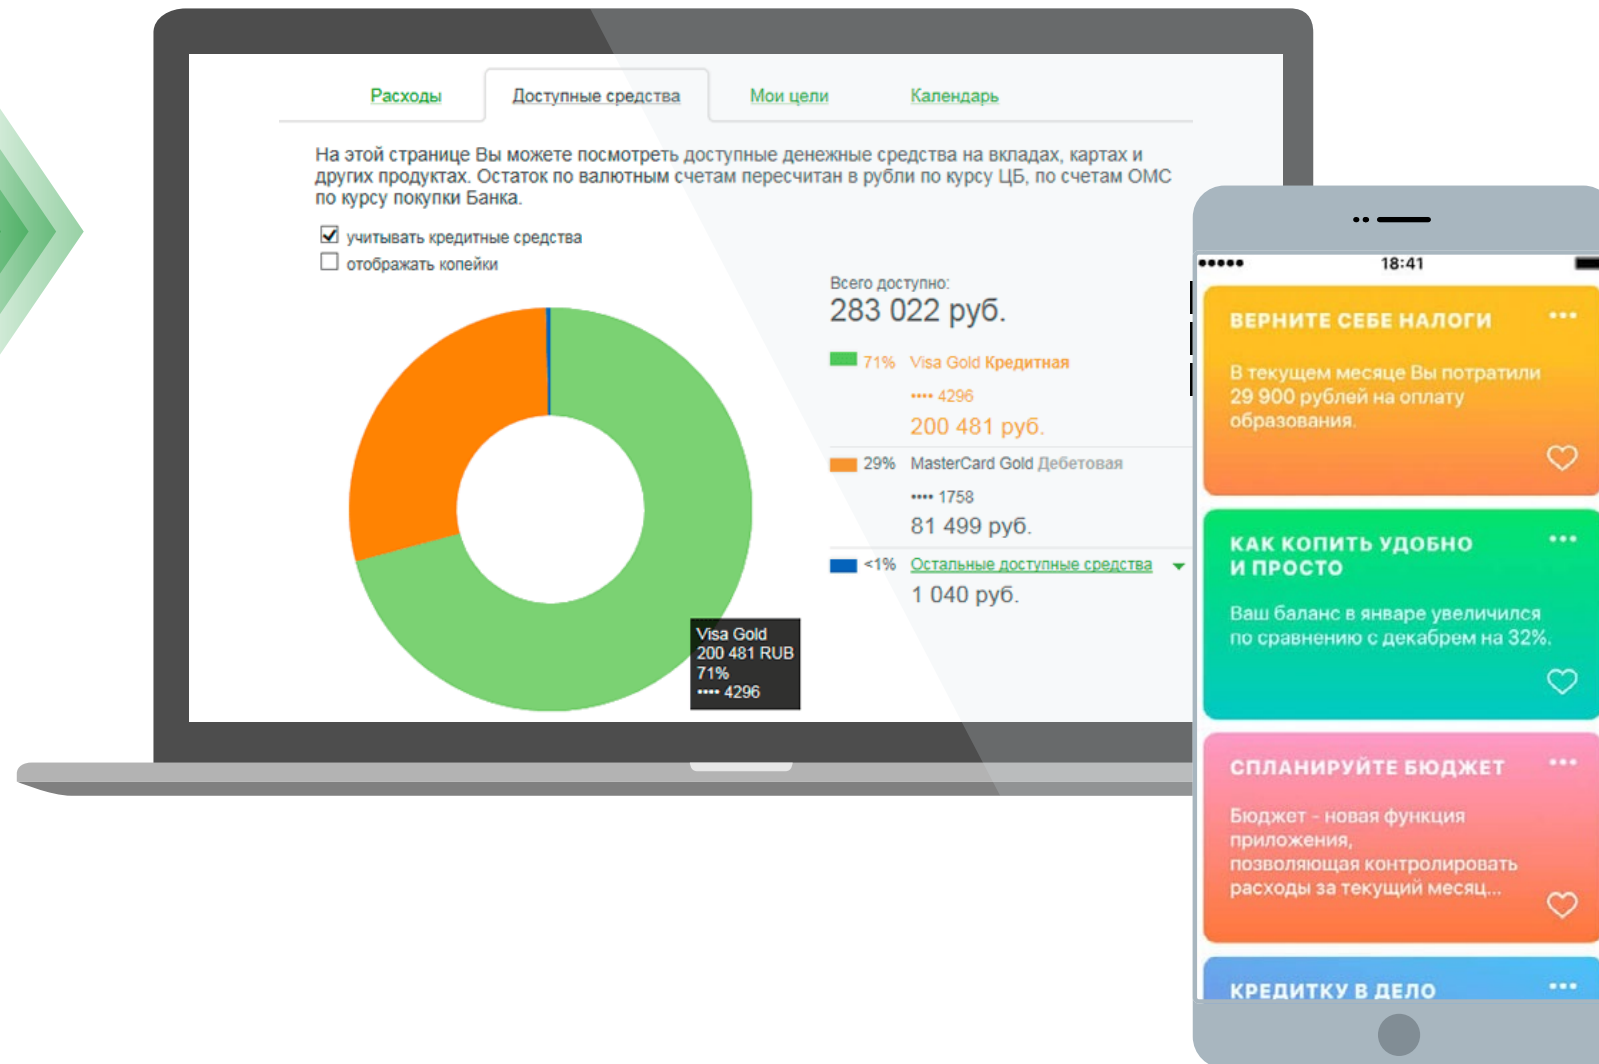 Расходы
Доступные средства
Мои цели
Календарь
На этой странице Вы можете посмотреть доступные денежные средства на вкладах, картах и
других продуктах. Остаток по валютным счетам пересчитан в рубли по курсу ЦБ, по счетам ОМС
по курсу покупки Банка.
учитывать кредитные средства
отображать копейки
Всего доступно:
283 022 руб.
71% Visa Gold Кредитная
•••• 4296
200 481 руб.
29% MasterCard Gold Дебетовая
•••• 1758
81 499 руб.
<1% Остальные доступные средства
1 040 руб.
Visa Gold
200 481 RUB
71%
•••• 4296
18:41
ВЕРНИТЕ СЕБЕ НАЛОГИ
В текущем месяце Вы потратили
29 900 рублей на оплату
образования.
КАК КОПИТЬ УДОБНО
И ПРОСТО
Ваш баланс в январе увеличился
по сравнению с декабрем на 32%.
СПЛАНИРУЙТЕ БЮДЖЕТ
Бюджет - новая функция
приложения,
позволяющая контролировать
расходы за текущий месяц...
КРЕДИТКУ В ДЕЛО